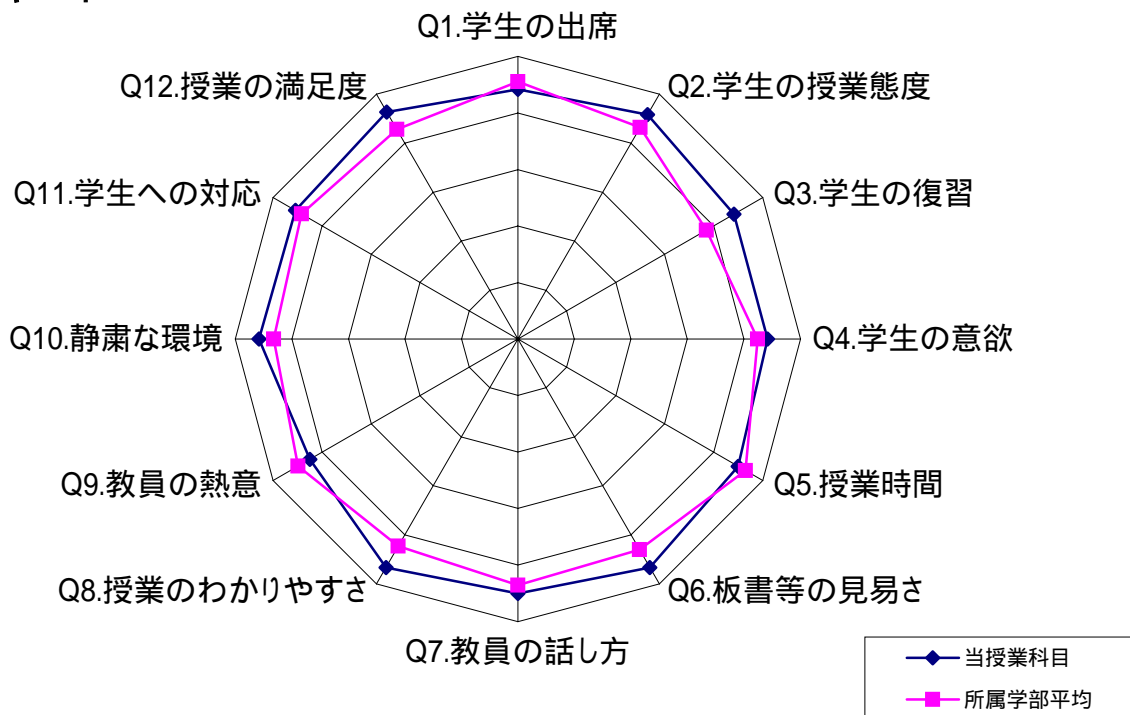 Q1.学生の出席
Q2.学生の授業態度
Q3.学生の復習
Q4.学生の意欲
Q5.授業時間
Q6.板書等の見易さ
Q7.教員の話し方
Q8.授業のわかりやすさ
Q9.教員の熱意
Q10.静粛な環境
Q11.学生への対応
Q12.授業の満足度
当授業科目
所属学部平均